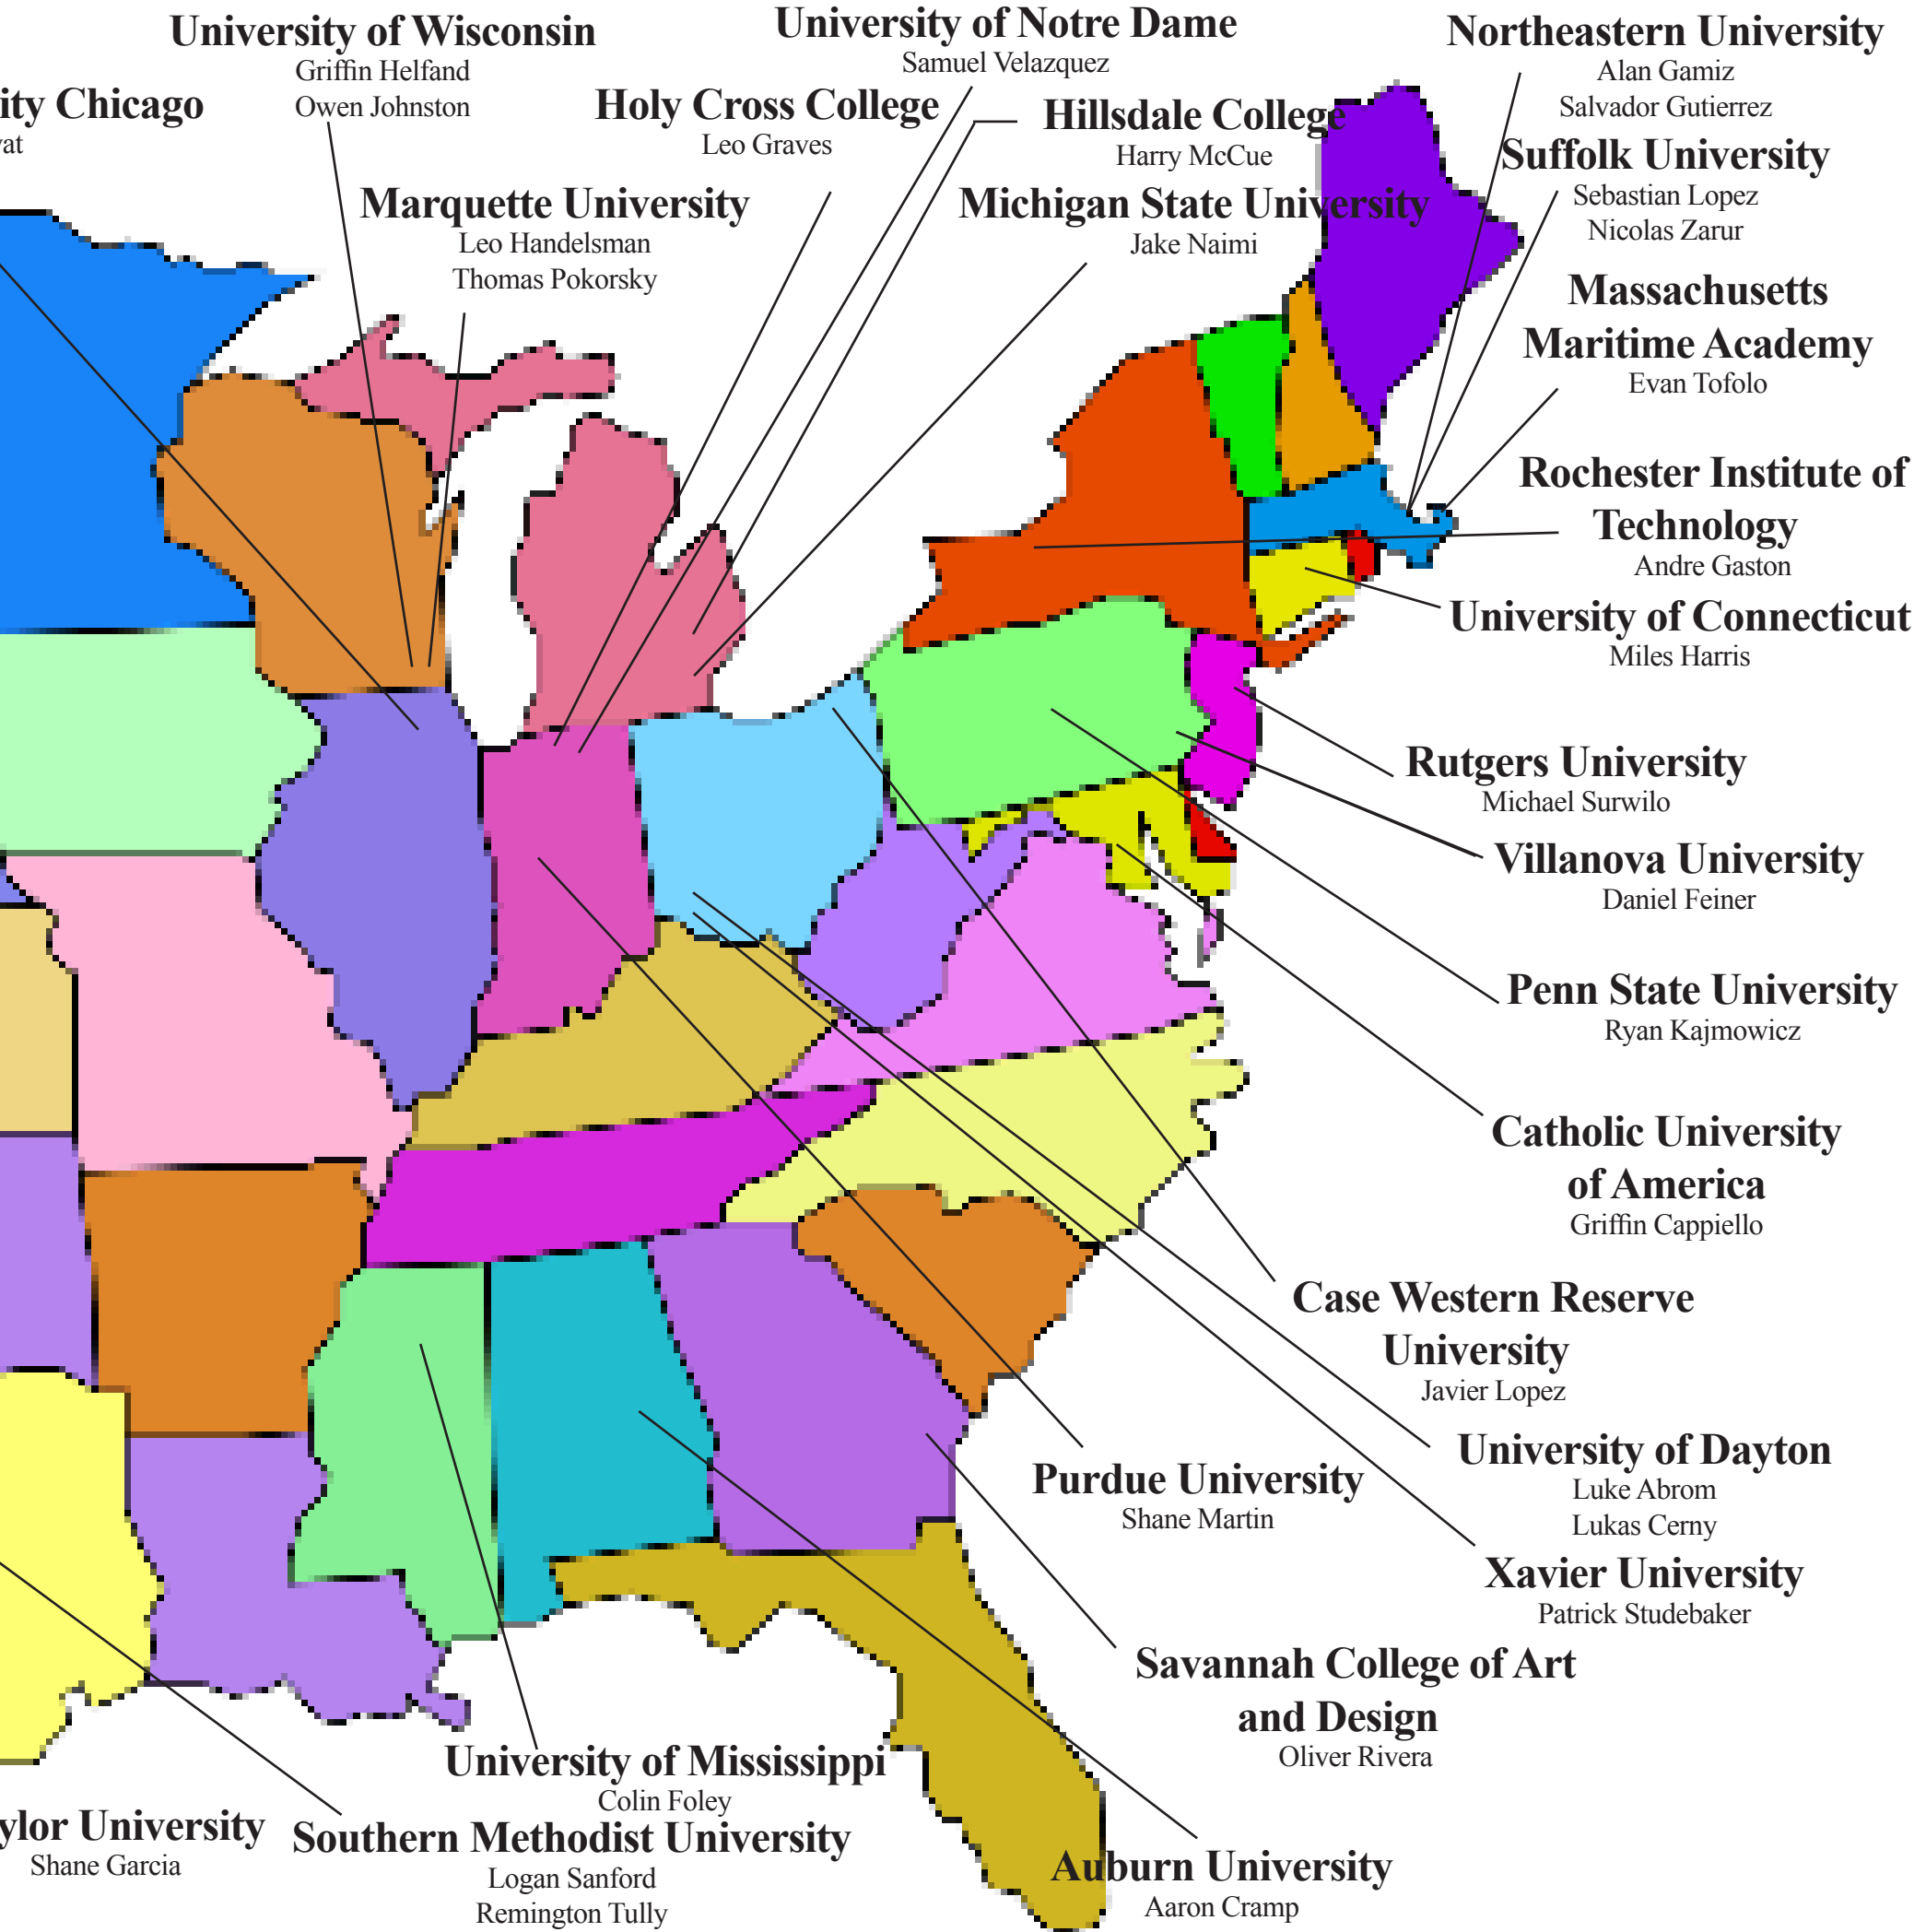 University of Wisconsin
Griffin Helfand
Owen Johnston
University of Notre Dame
Samuel Velazquez
Northeastern University
Alan Gamiz
Salvador Gutierrez
ity Chicago
Holy Cross College
Leo Graves
Hillsdale College
Harry McCue
Suffolk University
Sebastian Lopez
Nicolas Zarur
Marquette University
Leo Handelsman
Thomas Pokorsky
Michigan State University
Jake Naimi
Massachusetts
Maritime Academy
Evan Tofolo
Rochester Institute of
Technology
Andre Gaston
University of Connecticut
Miles Harris
Rutgers University
Michael Surwilo
Villanova University
Daniel Feiner
Penn State University
Ryan Kajmowicz
Catholic University
of America
Griffin Cappiello
Case Western Reserve
University
Javier Lopez
University of Dayton
Luke Abrom
Lukas Cerny
Purdue University
Shane Martin
Xavier University
Patrick Studebaker
Savannah College of Art
and Design
Oliver Rivera
University of Mississippi
Colin Foley
ylor University
Shane Garcia
Southern Methodist University
Logan Sanford
Remington Tully
Auburn University
Aaron Cramp